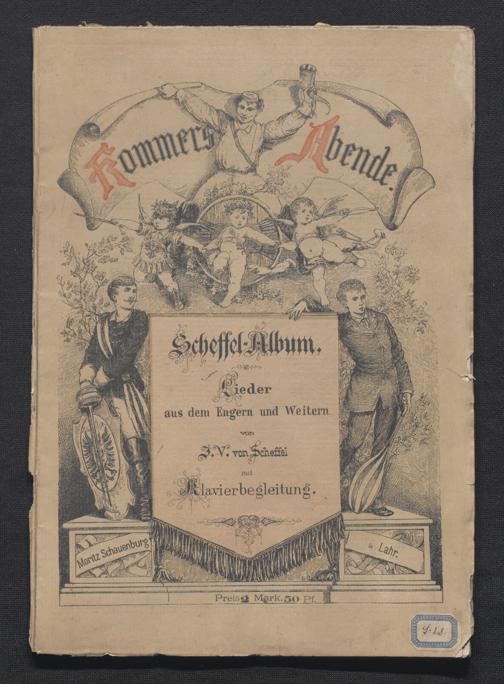 Kommers Abende.
Scheffel-Album.
Lieder
aus dem Engern und Weitern
von
J. V. von Scheffel
mit
Klavierbegleitung.
Moritz Schauenburg
in Lahr.
Preis 2 Mark. 50 Pf.